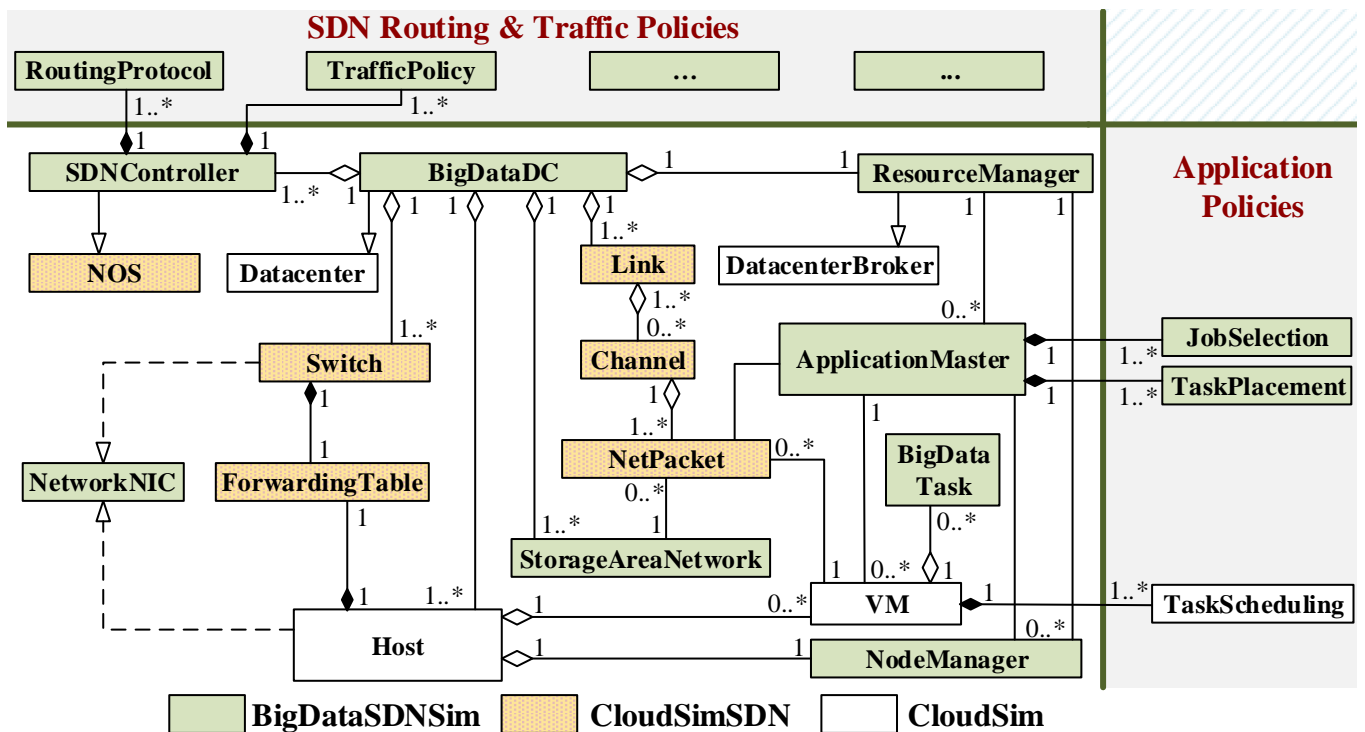 SDN Routing & Traffic Policies
RoutingProtocol
TrafficPolicy
...
...
1..*
1..*
1
1
SDNController
BigDataDC
ResourceManager
Application
Policies
1..*
1
1
1
1
1
1
1
1
1
1
1..*
NOS
Datacenter
Link
DatacenterBroker
1..*
0..*
1..*
0..*
Switch
Channel
ApplicationMaster
JobSelection
1
1..*
TaskPlacement
1
1..*
1
1
1
1..*
1
NetworkNIC
ForwardingTable
NetPacket
0..*
BigData
Task
1
0..*
1
0..*
1..*
StorageAreaNetwork
1
1..*
1
0..*
1
0..*
1
VM
1
1..*
TaskScheduling
Host
1
1
0..*
NodeManager
BigDataSDNSim
CloudSimSDN
CloudSim